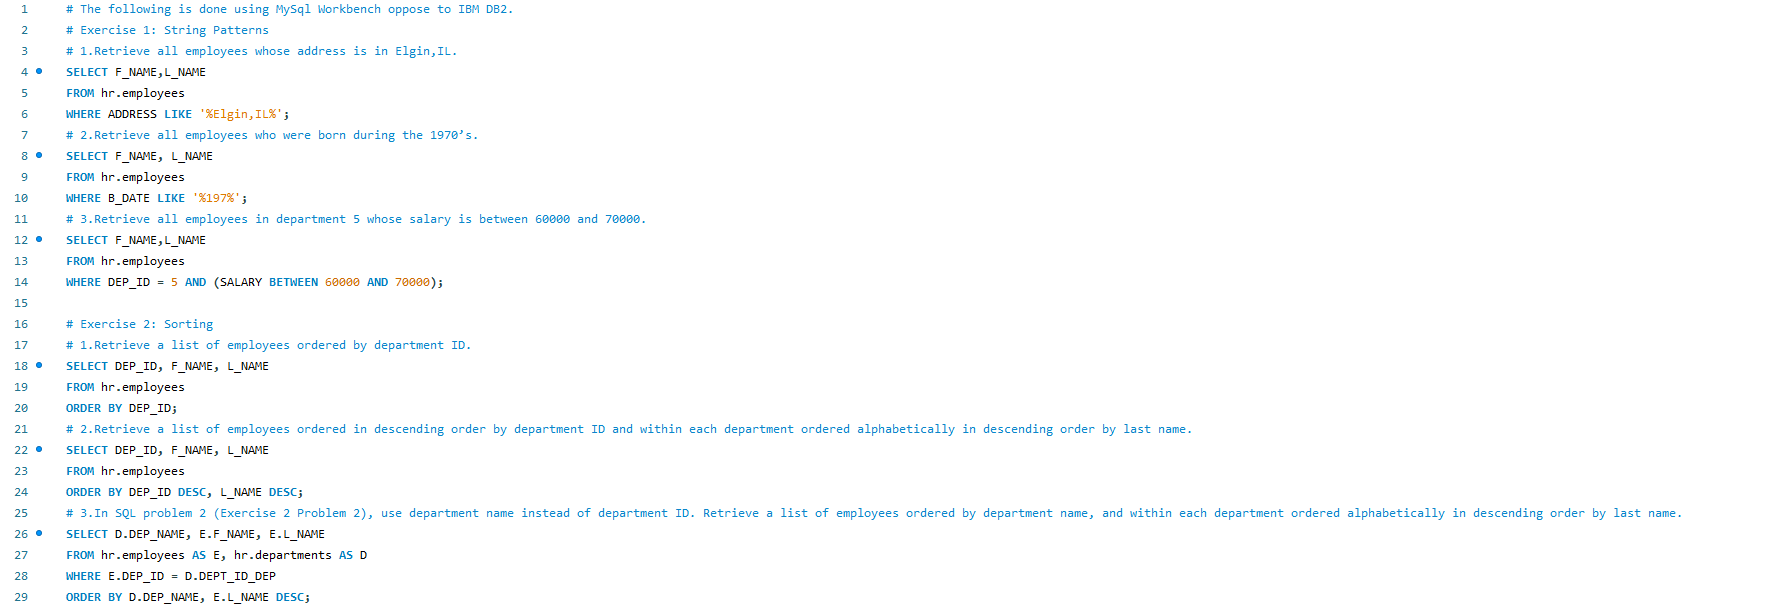 1 # The following is done using MySql Workbench oppose to IBM DB2.
2 # Exercise 1: String Patterns
3 # 1.Retrieve all employees whose address is in Elgin,IL.
4 SELECT F_NAME,L_NAME
5 FROM hr.employees
6 WHERE ADDRESS LIKE '%Elgin,IL%';
7 # 2.Retrieve all employees who were born during the 1970’s.
8 SELECT F_NAME, L_NAME
9 FROM hr.employees
10 WHERE B_DATE LIKE '%197%';
11 # 3.Retrieve all employees in department 5 whose salary is between 60000 and 70000.
12 SELECT F_NAME,L_NAME
13 FROM hr.employees
14 WHERE DEP_ID = 5 AND (SALARY BETWEEN 60000 AND 70000);
15
16 # Exercise 2: Sorting
17 # 1.Retrieve a list of employees ordered by department ID.
18 SELECT DEP_ID, F_NAME, L_NAME
19 FROM hr.employees
20 ORDER BY DEP_ID;
21 # 2.Retrieve a list of employees ordered in descending order by department ID and within each department ordered alphabetically in descending order by last name.
22 SELECT DEP_ID, F_NAME, L_NAME
23 FROM hr.employees
24 ORDER BY DEP_ID DESC, L_NAME DESC;
25 # 3.In SQL problem 2 (Exercise 2 Problem 2), use department name instead of department ID. Retrieve a list of employees ordered by department name, and within each department ordered alphabetically in descending order by last name.
26 SELECT D.DEP_NAME, E.F_NAME, E.L_NAME
27 FROM hr.employees AS E, hr.departments AS D
28 WHERE E.DEP_ID = D.DEPT_ID_DEP
29 ORDER BY D.DEP_NAME, E.L_NAME DESC;